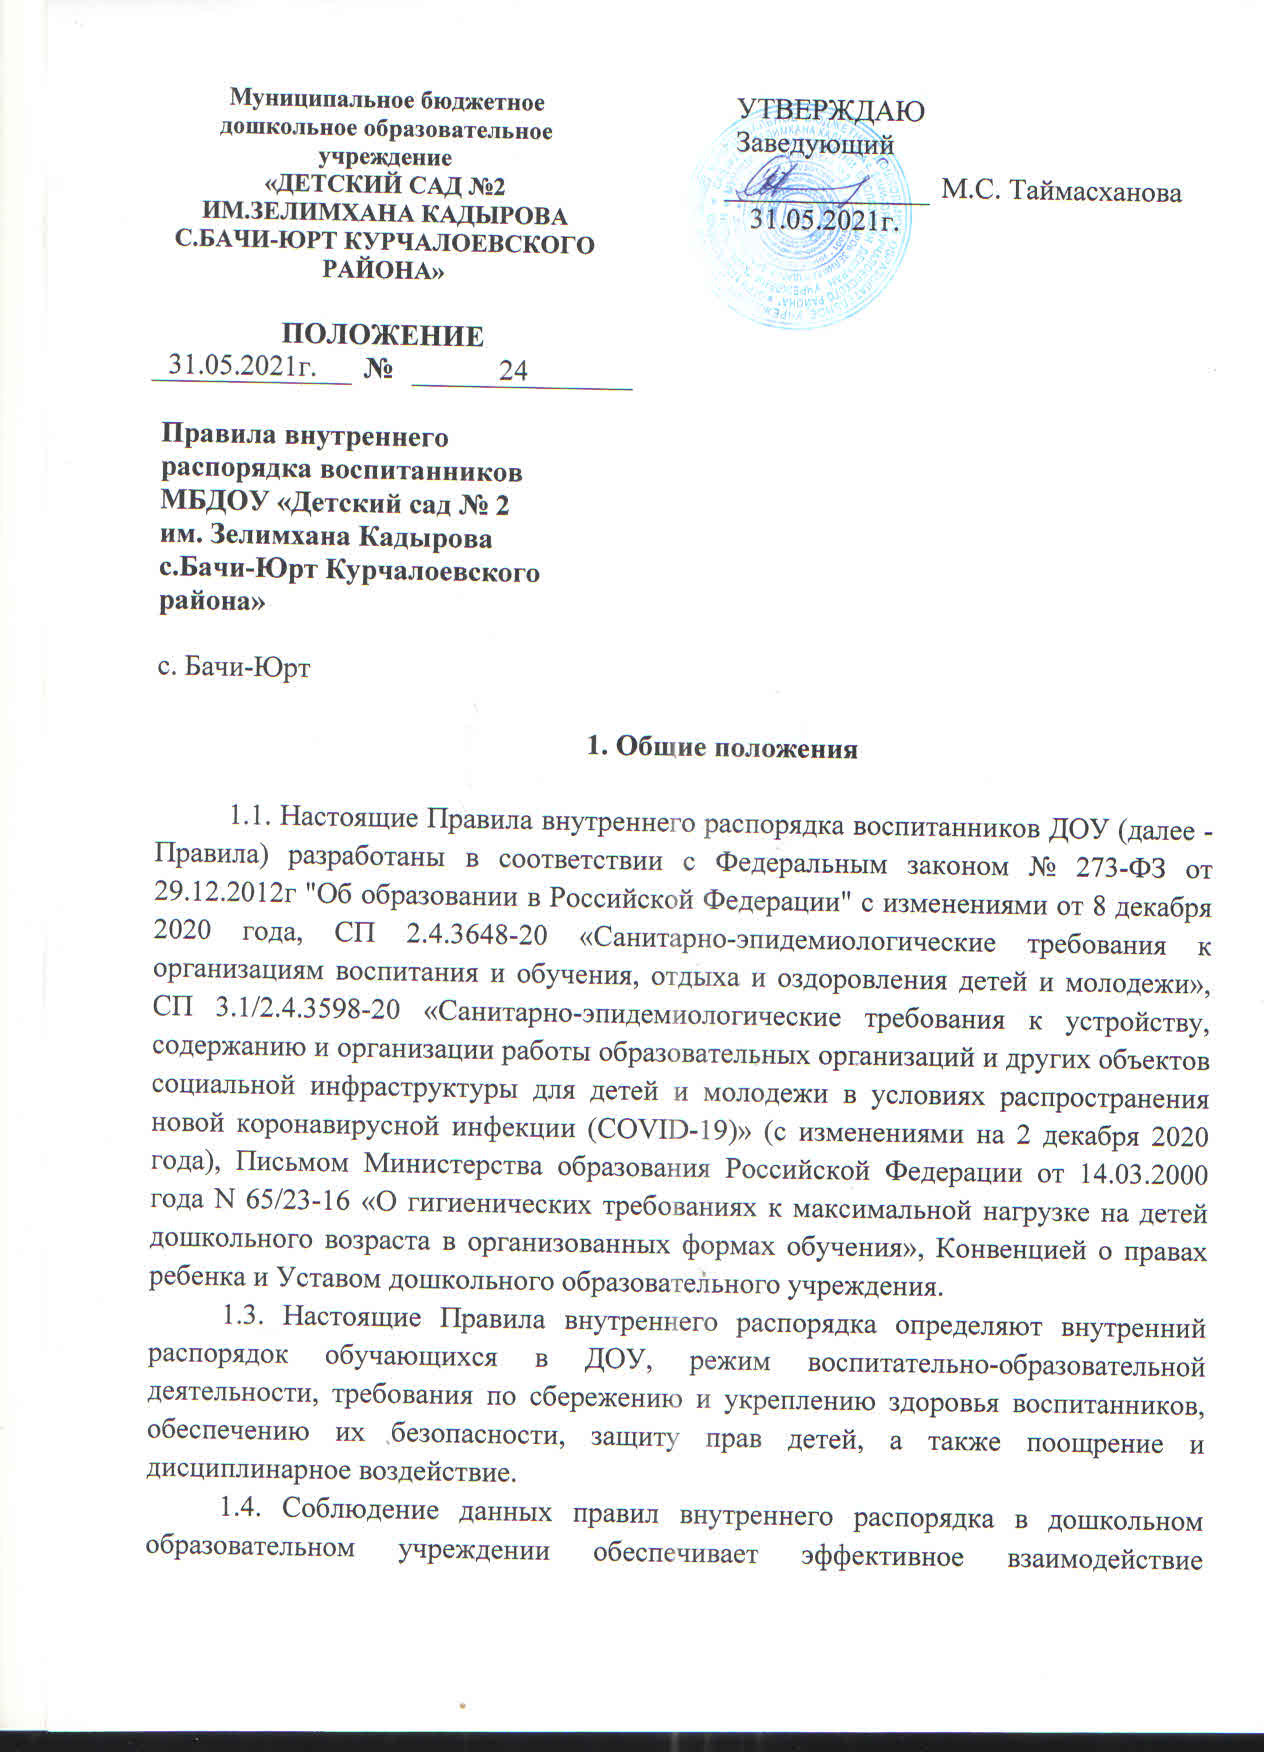 Муниципальное бюджетное
дошкольное образовательное
учреждение
«ДЕТСКИЙ САД №2
ИМ.ЗЕЛИМХАНА КАДЫРОВА
С.БАЧИ-ЮРТ КУРЧАЛОЕВСКОГО
РАЙОНА»
УТВЕРЖДАЮ
Заведующий
М.С. Таймасханова
31.05.2021г.
ПОЛОЖЕНИЕ
31.05.2021г. № 24
Правила внутреннего
распорядка воспитанников
МБДОУ «Детский сад № 2
им. Зелимхана Кадырова
с.Бачи-Юрт Курчалоевского
района»
с. Бачи-Юрт
1. Общие положения
1.1. Настоящие Правила внутреннего распорядка воспитанников ДОУ (далее -
Правила) разработаны в соответствии с Федеральным законом № 273-ФЗ от
29.12.2012г "Об образовании в Российской Федерации" с изменениями от 8 декабря
2020 года, СП 2.4.3648-20 «Санитарно-эпидемиологические требования к
организациям воспитания и обучения, отдыха и оздоровления детей и молодежи»,
СП 3.1/2.4.3598-20 «Санитарно-эпидемиологические требования к устройству,
содержанию и организации работы образовательных организаций и других объектов
социальной инфраструктуры для детей и молодежи в условиях распространения
новой коронавирусной инфекции (COVID-19)» (с изменениями на 2 декабря 2020
года), Письмом Министерства образования Российской Федерации от 14.03.2000
года N 65/23-16 «О гигиенических требованиях к максимальной нагрузке на детей
дошкольного возраста в организованных формах обучения», Конвенцией о правах
ребенка и Уставом дошкольного образовательного учреждения.
1.3. Настоящие Правила внутреннего распорядка определяют внутренний
распорядок обучающихся в ДОУ, режим воспитательно-образовательной
деятельности, требования по сбережению и укреплению здоровья воспитанников,
обеспечению их безопасности, защиту прав детей, а также поощрение и
дисциплинарное воздействие.
1.4. Соблюдение данных правил внутреннего распорядка в дошкольном
образовательном учреждении обеспечивает эффективное взаимодействие